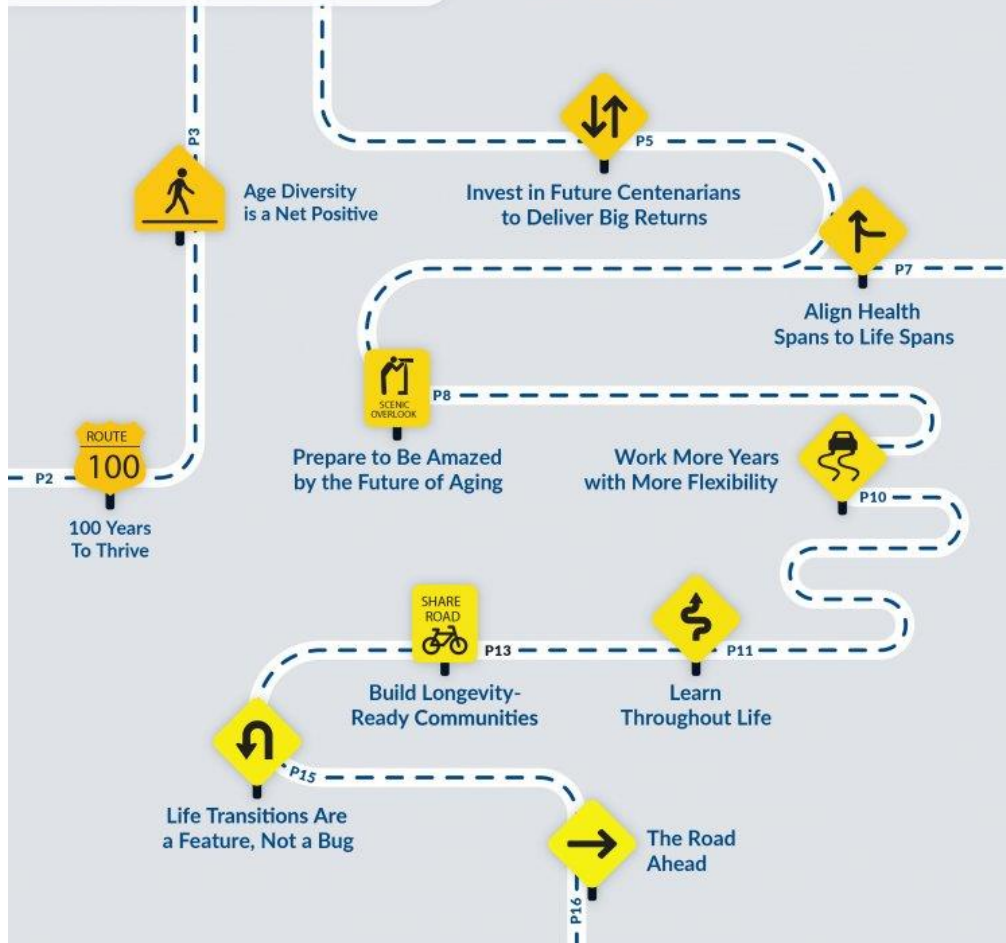 P3
Age Diversity
is a Net Positive
P5
Invest in Future Centenarians
to Deliver Big Returns
P7
Align Health
Spans to Life Spans
SCENIC
OVERLOOK
P8
Prepare to Be Amazed
by the Future of Aging
Work More Years
with More Flexibility
P10
ROUTE
100
P2
100 Years
To Thrive
SHARE
ROAD
P13
Build Longevity-
Ready Communities
P11
Learn
Throughout Life
P15
Life Transitions Are
a Feature, Not a Bug
The Road
Ahead
P16